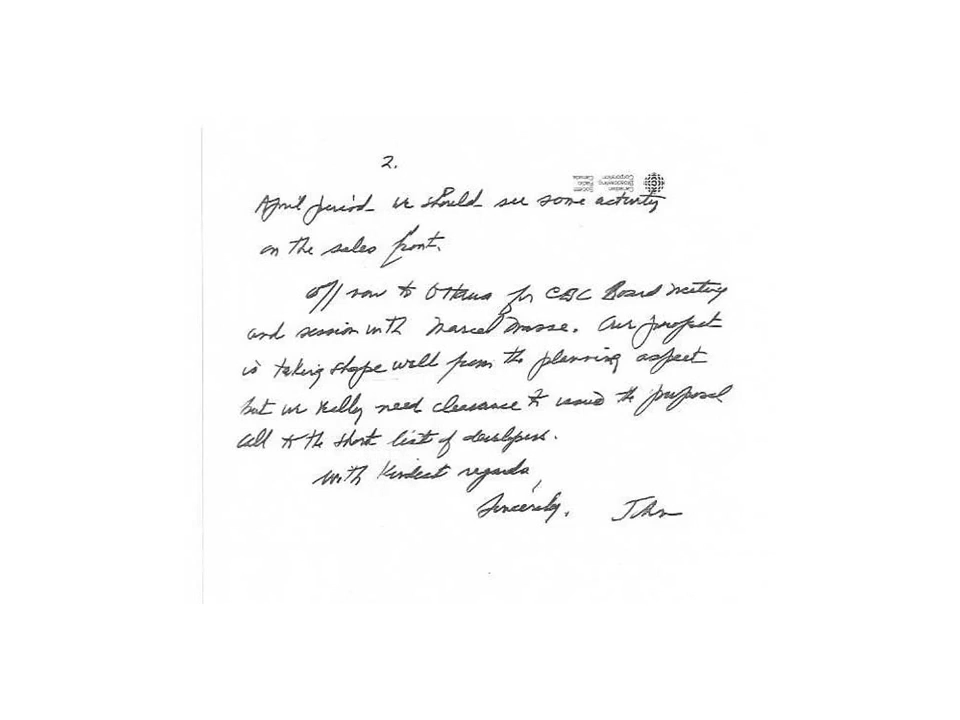 2.
Canadian Broadcasting Corporation
Société Radio Canada
April period we should see some activity
on the sales front.
Off now to Ottawa for CBC Board meeting
and session with Marcel Masse. Our project
is taking shape well from the planning aspect
but we really need clearance to issue the proposal
call to the short list of developers.
With kindest regards,
Sincerely, John